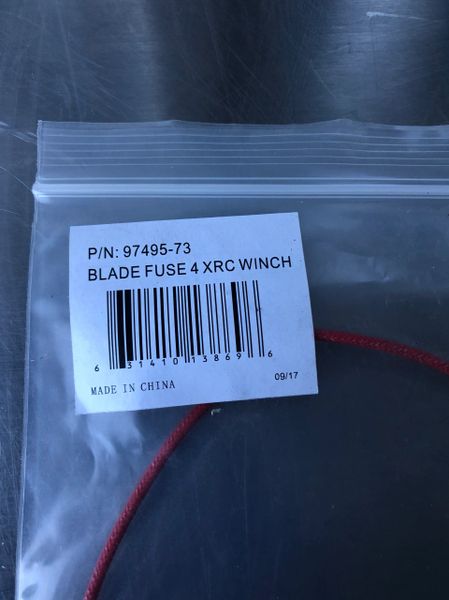 P/N: 97495-73
BLADE FUSE 4 XRC WINCH
6 31410 13869 6
MADE IN CHINA
09/17